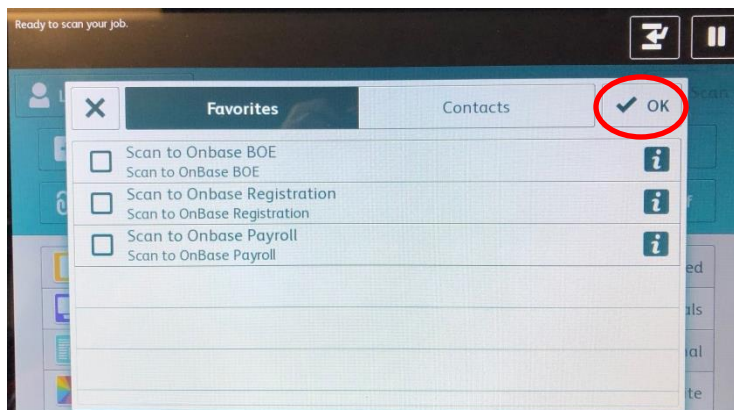 Ready to scan your job.
Favorites
Contacts
OK
Scan to Onbase BOE
Scan to OnBase BOE
Scan to Onbase Registration
Scan to OnBase Registration
Scan to Onbase Payroll
Scan to OnBase Payroll